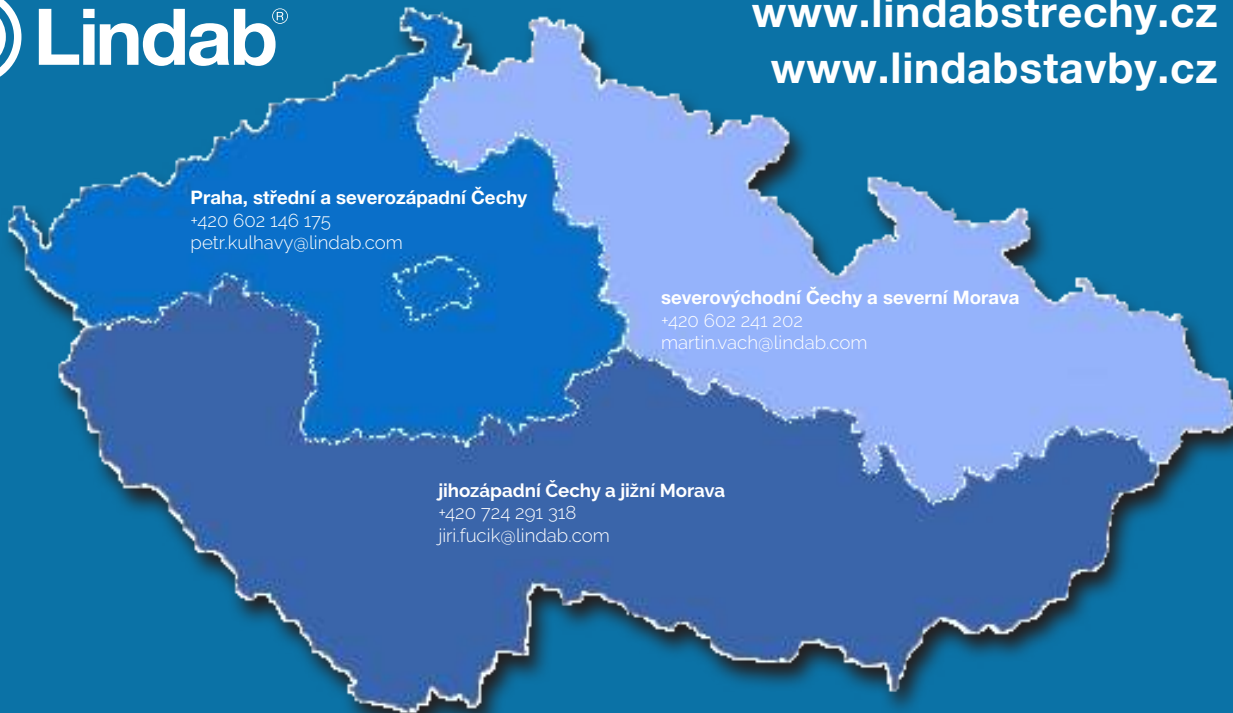 Lindab®
www.lindabstrechy.cz
www.lindabstavby.cz
Praha, střední a severozápadní Čechy
+420 602 146 175
petr.kulhavy@lindab.com
severovýchodní Čechy a severní Morava
+420 602 241 202
martin.vach@lindab.com
jihozápadní Čechy a jižní Morava
+420 724 291 318
jiri.fucik@lindab.com